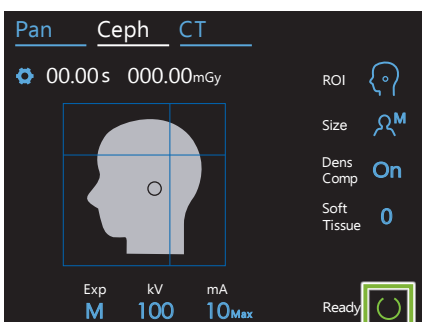 Pan Ceph CT
00.00 s 000.00mGy
ROI
Size M
Dens
Comp On
Soft
Tissue 0
Exp kV mA
M 100 10Max
Ready